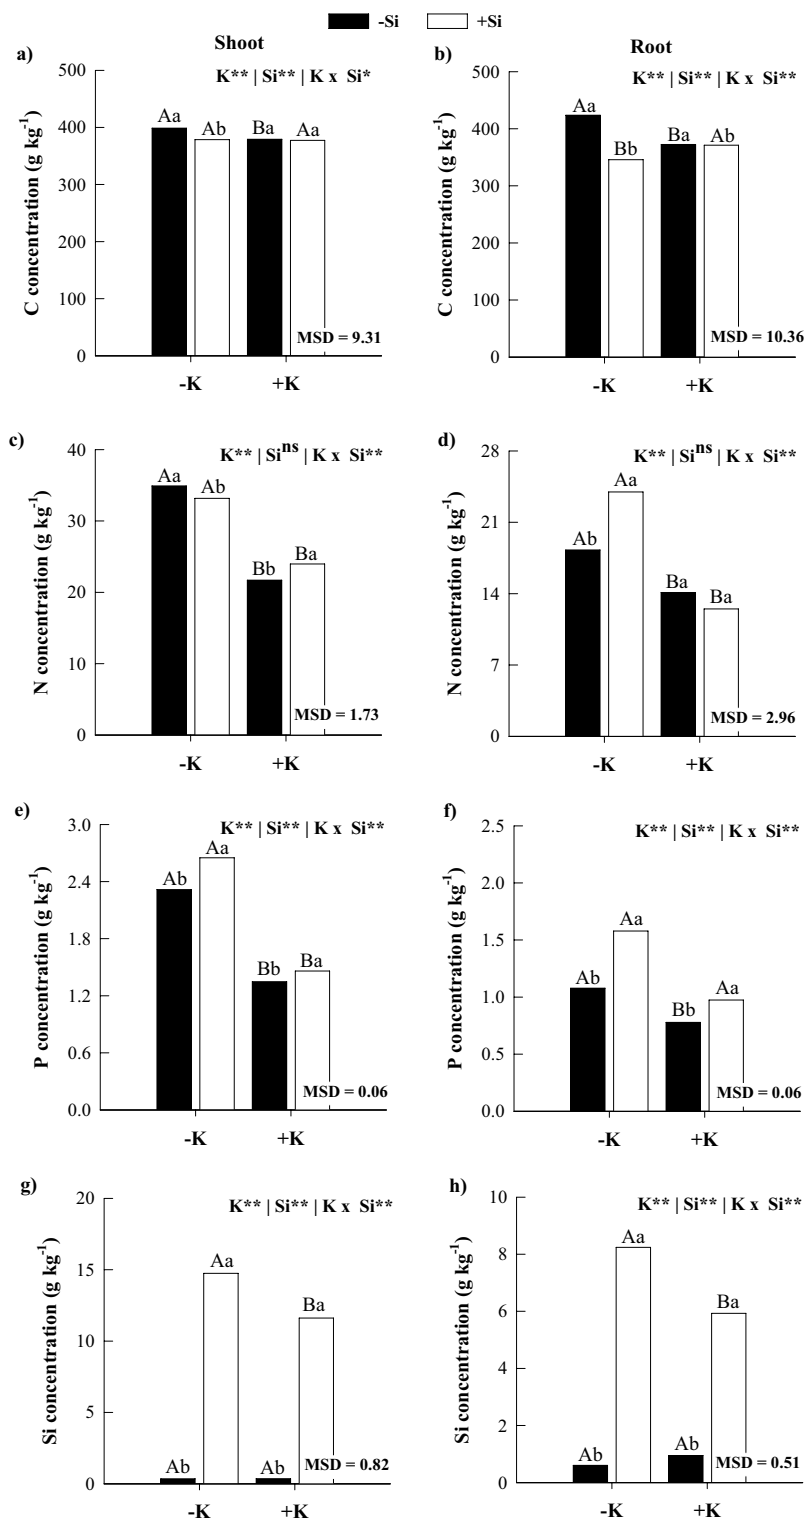 -Si +Si
Shoot
a)
K** | Si** | K x Si*
C concentration (g kg-1)
500
400
300
200
100
0
Aa Ab Ba Aa
MSD = 9.31
-K +K
Root
b)
K** | Si** | K x Si**
C concentration (g kg-1)
500
400
300
200
100
0
Aa Bb Ba Ab
MSD = 10.36
-K +K
c)
K** | Sins | K x Si**
N concentration (g kg-1)
40
30
20
10
0
Aa Ab Bb Ba
MSD = 1.73
-K +K
d)
K** | Sins | K x Si**
N concentration (g kg-1)
28
21
14
7
0
Ab Aa Ba Ba
MSD = 2.96
-K +K
e)
K** | Si** | K x Si**
P concentration (g kg-1)
3.0
2.4
1.8
1.2
0.6
0.0
Ab Aa Bb Ba
MSD = 0.06
-K +K
f)
K** | Si** | K x Si**
P concentration (g kg-1)
2.5
2.0
1.5
1.0
0.5
0.0
Ab Aa Bb Aa
MSD = 0.06
-K +K
g)
K** | Si** | K x Si**
Si concentration (g kg-1)
20
15
10
5
0
Ab Aa Ab Ba
MSD = 0.82
-K +K
h)
K** | Si** | K x Si**
Si concentration (g kg-1)
10
8
6
4
2
0
Ab Aa Ab Ba
MSD = 0.51
-K +K